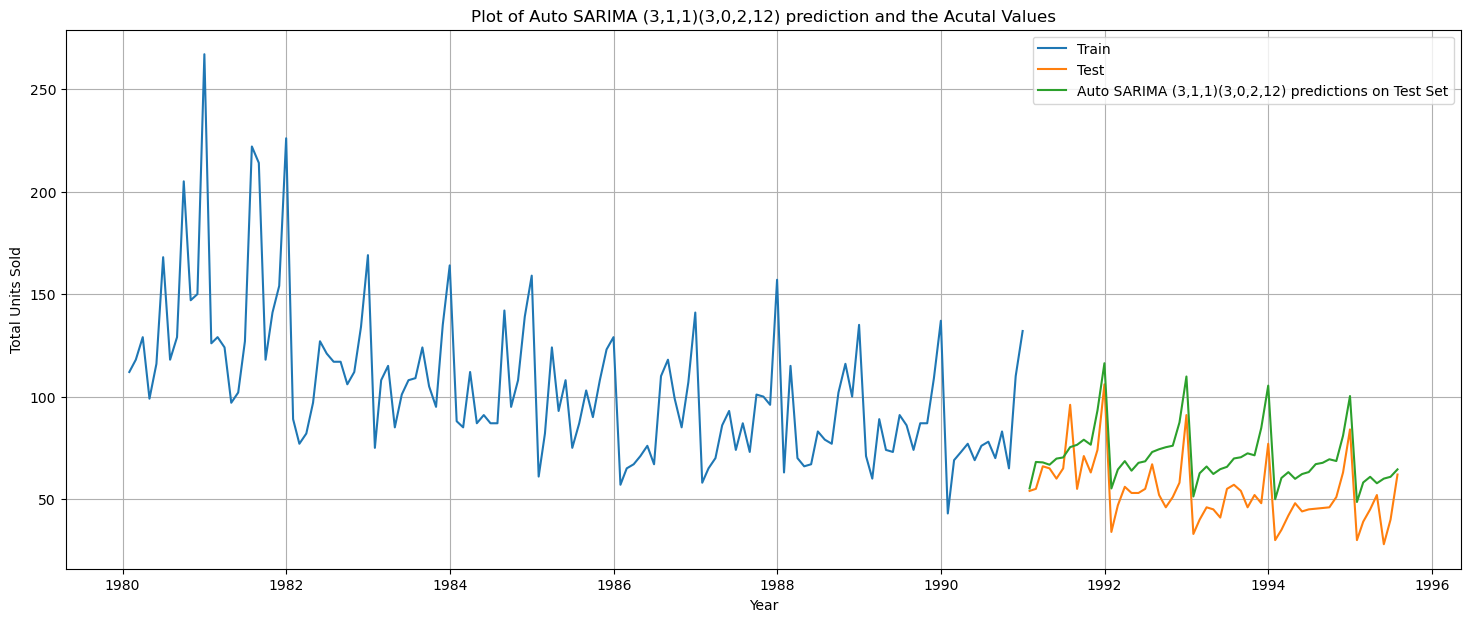 Plot of Auto SARIMA (3,1,1)(3,0,2,12) prediction and the Acutal Values
Train
Test
Auto SARIMA (3,1,1)(3,0,2,12) predictions on Test Set
Total Units Sold
250
200
150
100
50
1980 1982 1984 1986 1988 1990 1992 1994 1996
Year